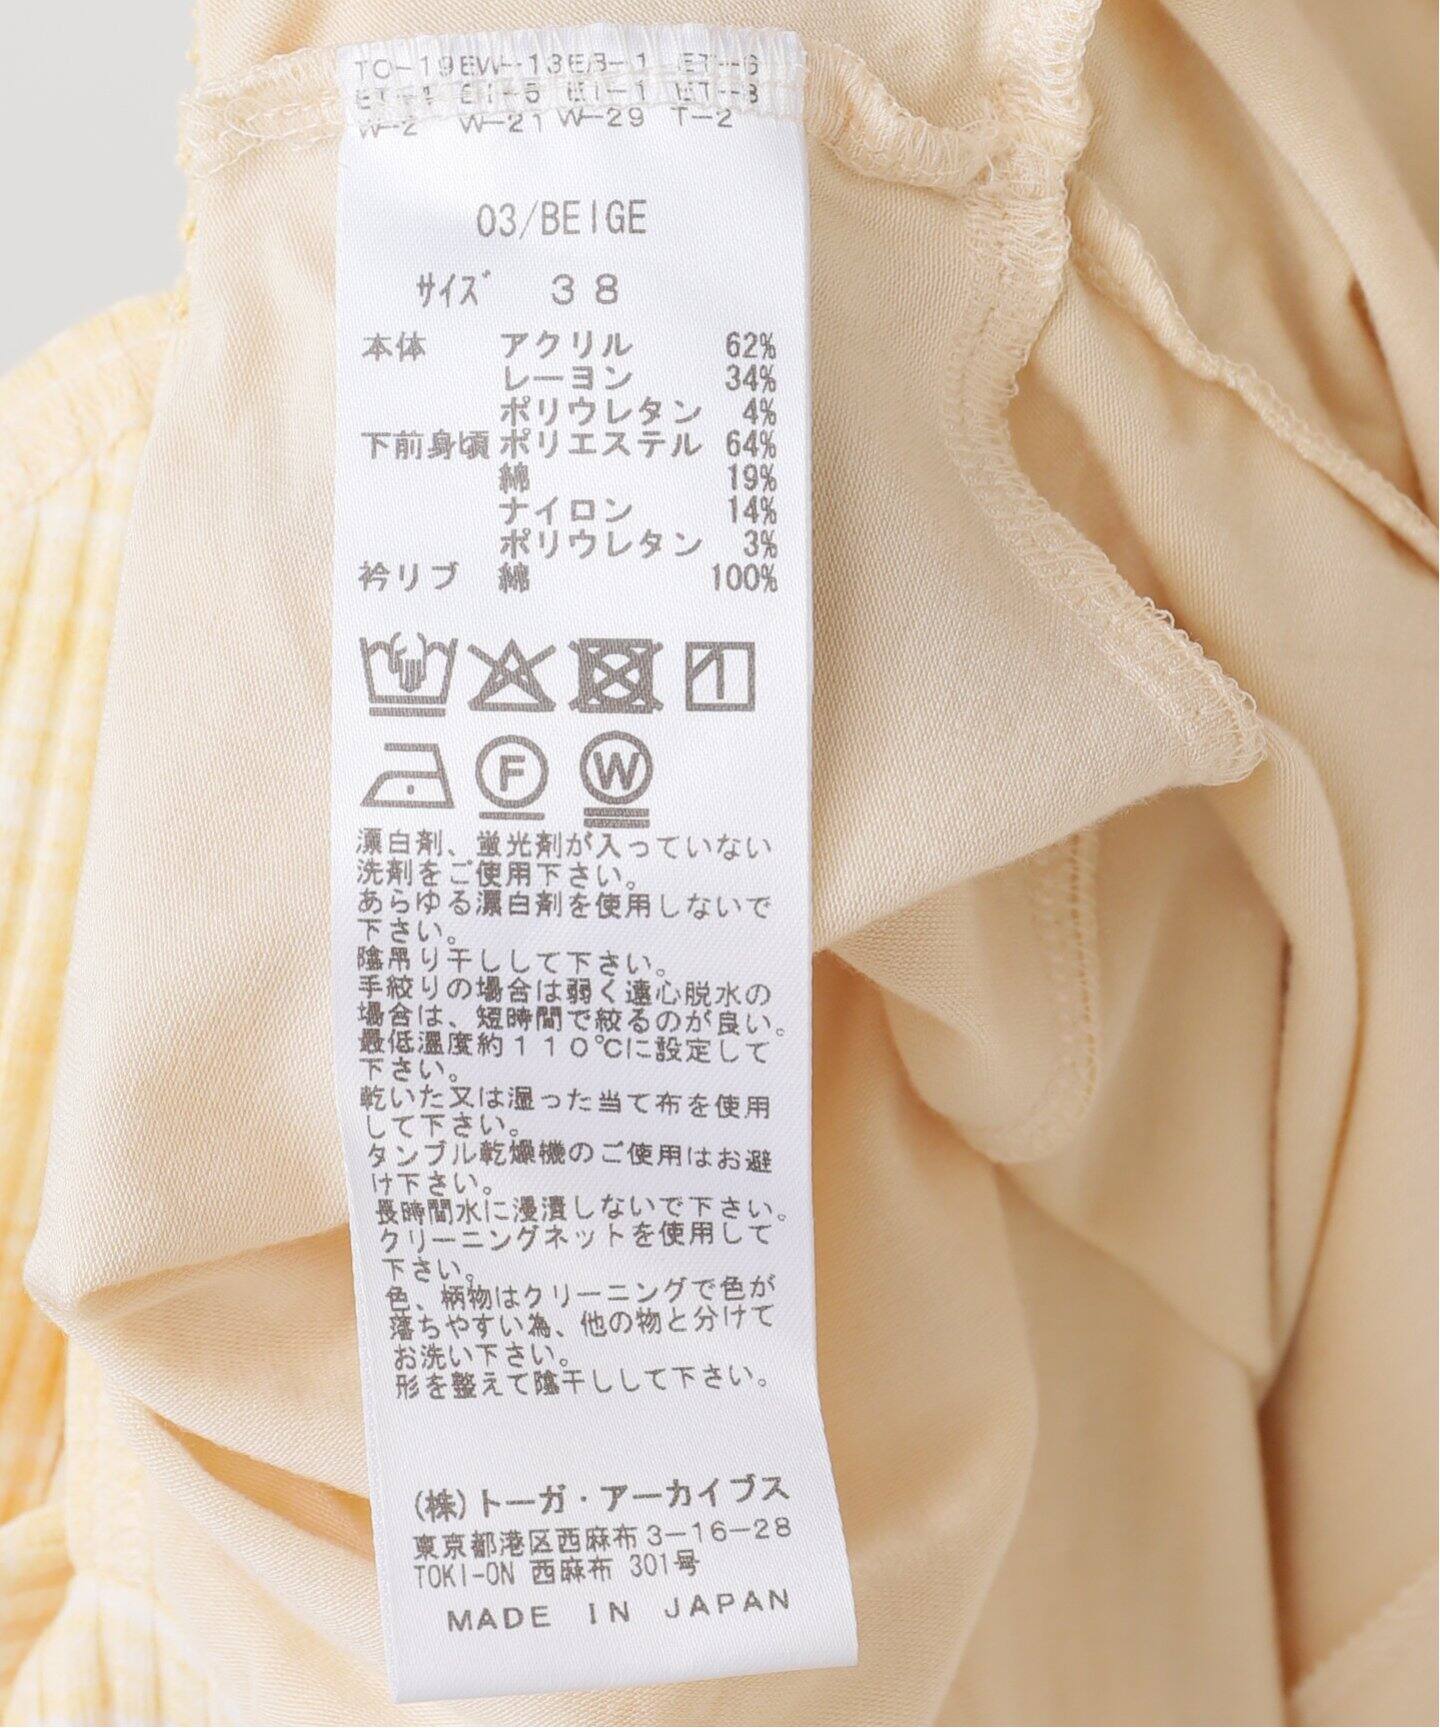 TO-19EW-13E3-1 ET-6
W-2 W-21 W-29 T-2
03/BEIGE
サイズ 38
本体 アクリル 62%
レーヨン 34%
ポリウレタン 4%
下前身頃 ポリエステル 64%
綿 19%
ナイロン 14%
ポリウレタン 3%
衿リブ 綿 100%
F W
漂白剤、蛍光剤が入っていない
洗剤をご使用下さい。
あらゆる漂白剤を使用しないで
下さい。
陰吊り干しして下さい。
手絞りの場合は弱く遠心脱水の
場合は、短時間で絞るのが良い。
最低温度約110℃に設定して
下さい。
乾いた又は湿った当て布を使用
して下さい。
タンブル乾燥機のご使用はお避
け下さい。
長時間水に浸漬しないで下さい。
クリーニングネットを使用して
下さい。
色、柄物はクリーニングで色が
落ちやすい為、他の物と分けて
お洗い下さい。
形を整えて陰干しして下さい。
(株)トーガ・アーカイブス
東京都港区西麻布3-16-28
TOKI-ON 西麻布 301号
MADE IN JAPAN